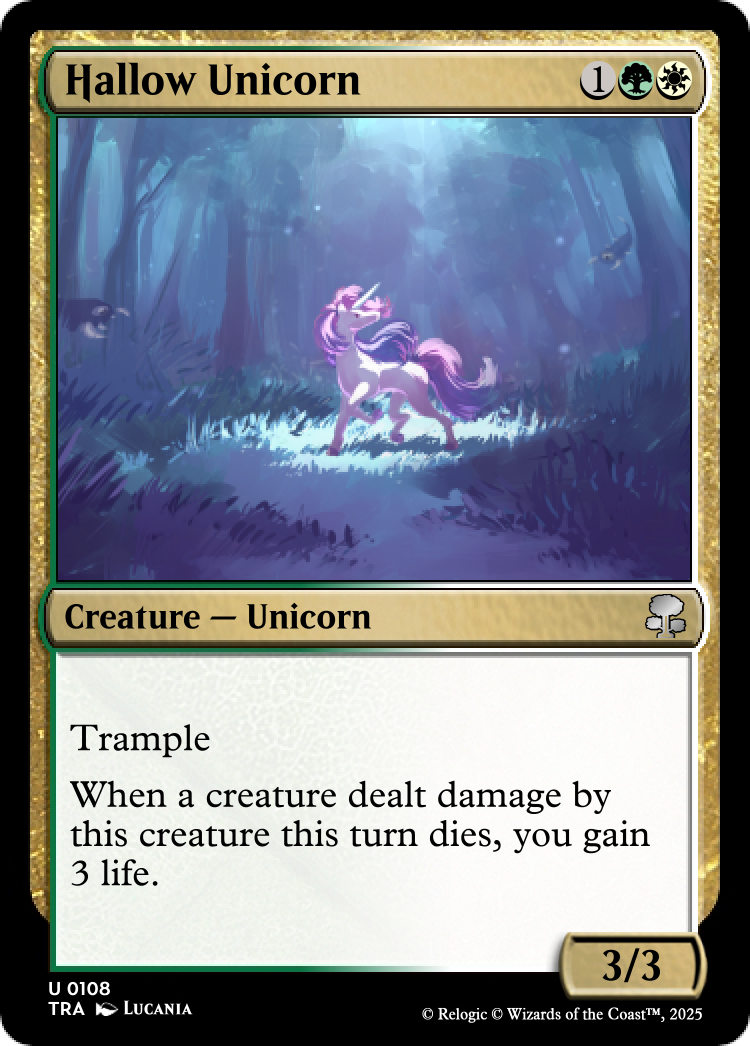 Hallow Unicorn 1
Creature — Unicorn
Trample
When a creature dealt damage by
this creature this turn dies, you gain
3 life.
3/3
U 0108
TRA Lucania
© Relogic © Wizards of the Coast™, 2025